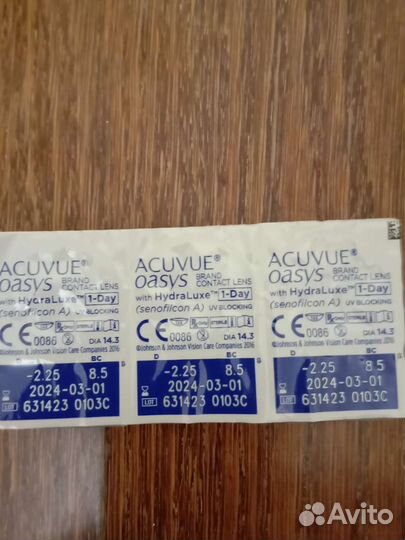 ACUVUE®
oasys BRAND CONTACT LENS
with HydraLuxe™ 1-Day
(senofilcon A) UV BLOCKING
CE 0086 STERILE DIA 14.3
©Johnson & Johnson Vision Care Companies 2016
D BC
-2.25 8.5
2024-03-01
LOT 631423 0103C
ACUVUE®
oasys BRAND CONTACT LENS
with HydraLuxe™ 1-Day
(senofilcon A) UV BLOCKING
CE 0086 STERILE DIA 14.3
©Johnson & Johnson Vision Care Companies 2016
D BC
-2.25 8.5
2024-03-01
LOT 631423 0103C
ACUVUE®
oasys BRAND CONTACT LENS
with HydraLuxe™ 1-Day
(senofilcon A) UV BLOCKING
CE 0086 STERILE DIA 14.3
©Johnson & Johnson Vision Care Companies 2016
D BC
-2.25 8.5
2024-03-01
LOT 631423 0103C
Avito